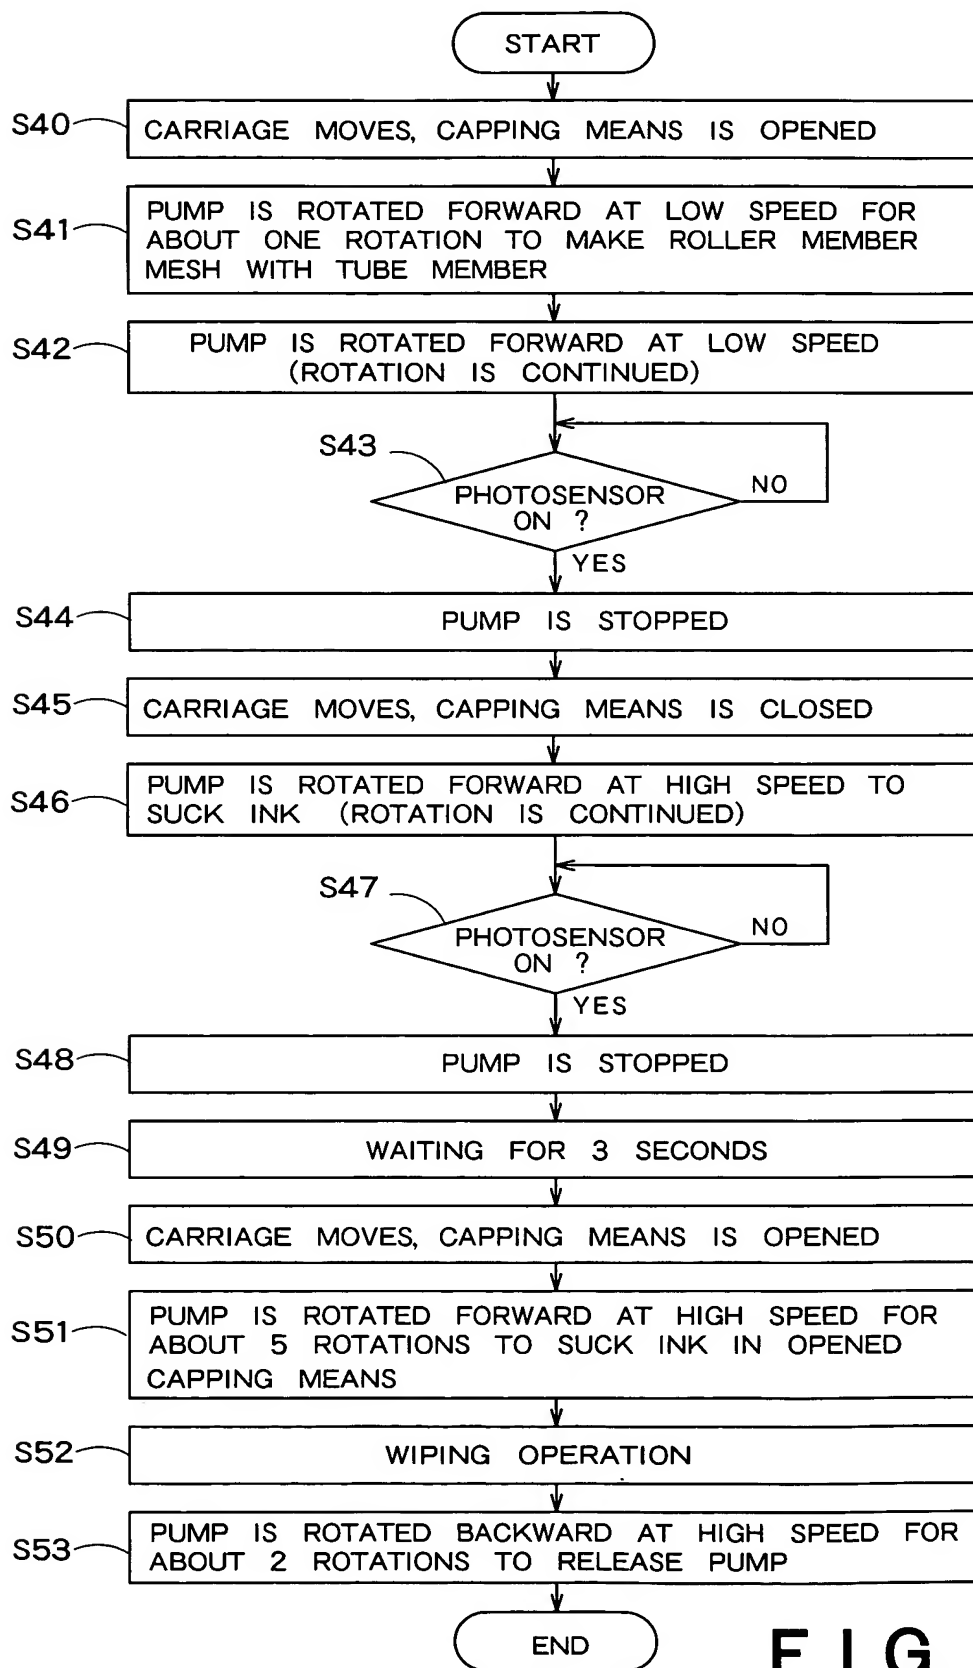 START
S40
CARRIAGE MOVES, CAPPING MEANS IS OPENED
S41
PUMP IS ROTATED FORWARD AT LOW SPEED FOR
ABOUT ONE ROTATION TO MAKE ROLLER MEMBER
MESH WITH TUBE MEMBER
S42
PUMP IS ROTATED FORWARD AT LOW SPEED
(ROTATION IS CONTINUED)
S43
PHOTOSENSOR
ON ?
NO
YES
S44
PUMP IS STOPPED
S45
CARRIAGE MOVES, CAPPING MEANS IS CLOSED
S46
PUMP IS ROTATED FORWARD AT HIGH SPEED TO
SUCK INK (ROTATION IS CONTINUED)
S47
PHOTOSENSOR
ON ?
NO
YES
S48
PUMP IS STOPPED
S49
WAITING FOR 3 SECONDS
S50
CARRIAGE MOVES, CAPPING MEANS IS OPENED
S51
PUMP IS ROTATED FORWARD AT HIGH SPEED FOR
ABOUT 5 ROTATIONS TO SUCK INK IN OPENED
CAPPING MEANS
S52
WIPING OPERATION
S53
PUMP IS ROTATED BACKWARD AT HIGH SPEED FOR
ABOUT 2 ROTATIONS TO RELEASE PUMP
END
FIG